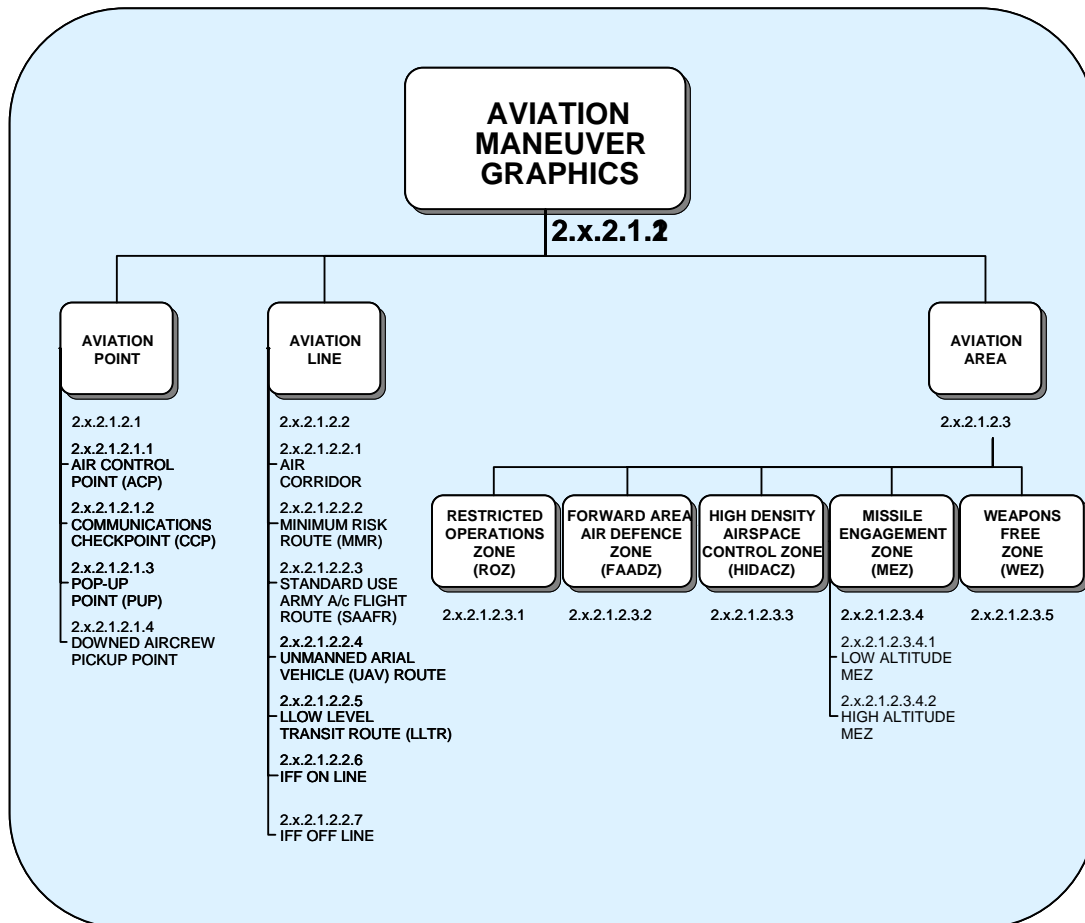 AVIATION
MANEUVER
GRAPHICS
2.x.2.1.2
AVIATION
POINT
2.x.2.1.2.1
2.x.2.1.2.1.1
AIR CONTROL
POINT (ACP)
2.x.2.1.2.1.2
COMMUNICATIONS
CHECKPOINT (CCP)
2.x.2.1.2.1.3
POP-UP
POINT (PUP)
2.x.2.1.2.1.4
DOWNED AIRCREW
PICKUP POINT
AVIATION
LINE
2.x.2.1.2.2
2.x.2.1.2.2.1
AIR
CORRIDOR
2.x.2.1.2.2.2
MINIMUM RISK
ROUTE (MMR)
2.x.2.1.2.2.3
STANDARD USE
ARMY A/c FLIGHT
ROUTE (SAAFR)
2.x.2.1.2.2.4
UNMANNED ARIAL
VEHICLE (UAV) ROUTE
2.x.2.1.2.2.5
LLOW LEVEL
TRANSIT ROUTE (LLTR)
2.x.2.1.2.2.6
IFF ON LINE
2.x.2.1.2.2.7
IFF OFF LINE
AVIATION
AREA
2.x.2.1.2.3
RESTRICTED
OPERATIONS
ZONE
(ROZ)
2.x.2.1.2.3.1
FORWARD AREA
AIR DEFENCE
ZONE
(FAADZ)
2.x.2.1.2.3.2
HIGH DENSITY
AIRSPACE
CONTROL ZONE
(HIDACZ)
2.x.2.1.2.3.3
MISSILE
ENGAGEMENT
ZONE
(MEZ)
2.x.2.1.2.3.4
2.x.2.1.2.3.4.1
LOW ALTITUDE
MEZ
2.x.2.1.2.3.4.2
HIGH ALTITUDE
MEZ
WEAPONS
FREE
ZONE
(WEZ)
2.x.2.1.2.3.5